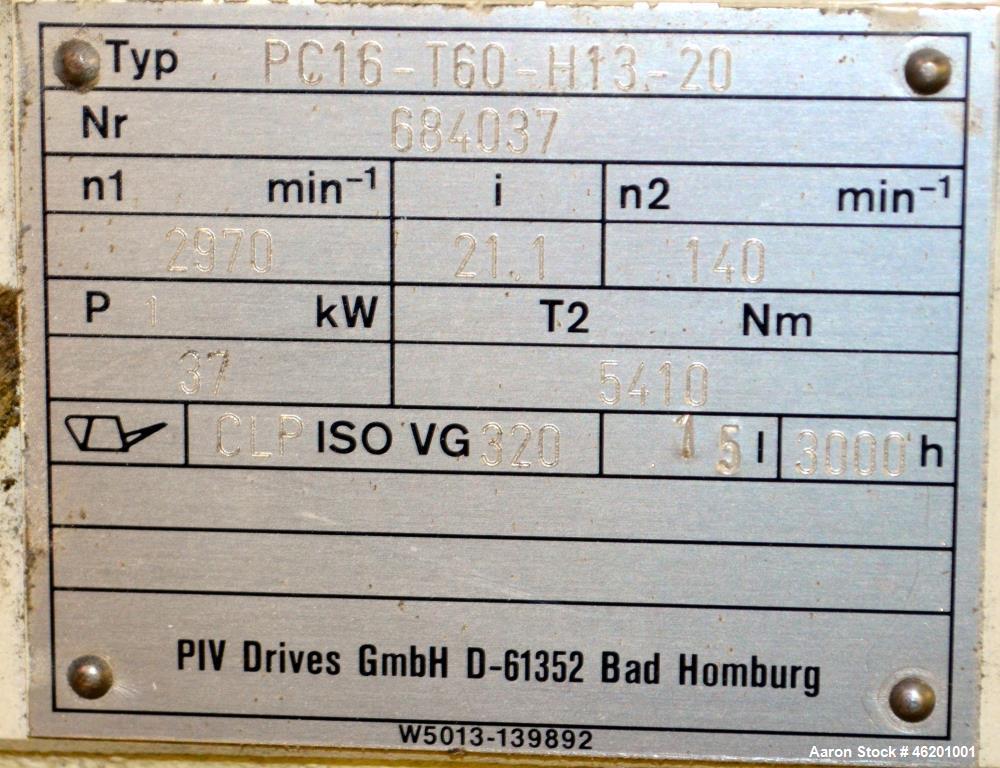 Typ PC16-T60-H13-20
Nr 684037
n1 min⁻¹ i n2 min⁻¹
2970 21.1 140
P 1 kW T2 Nm
37 5410
CLP ISO VG 320 15 l 3000 h
PIV Drives GmbH D-61352 Bad Homburg
W5013-139892
Aaron Stock # 46201001